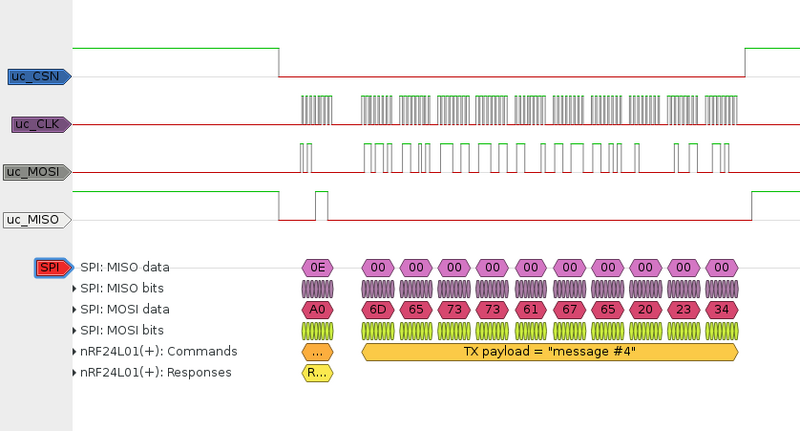 uc_CSN
uc_CLK
uc_MOSI
uc_MISO
SPI SPI: MISO data 0E 00 00 00 00 00 00 00 00 00 00
SPI: MISO bits
SPI: MOSI data A0 6D 65 73 73 61 67 65 20 23 34
SPI: MOSI bits
nRF24L01(+): Commands ... TX payload = "message #4"
nRF24L01(+): Responses R...